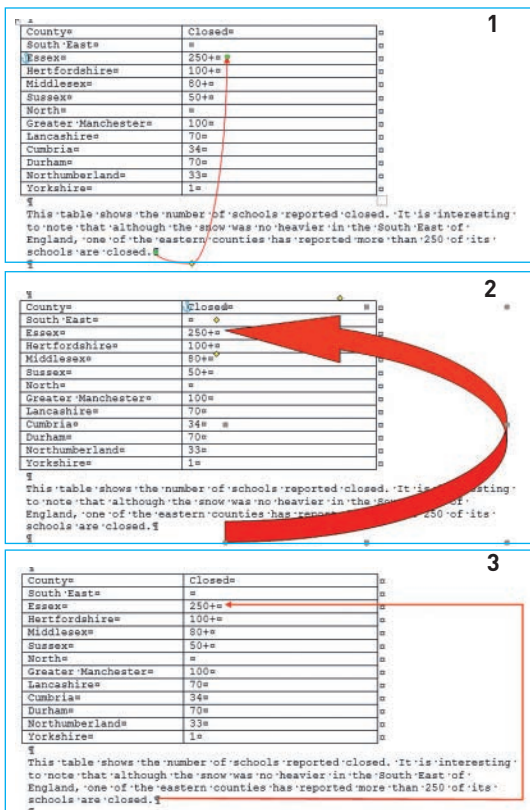 1
County¤ Closed¤ ¤
South·East¤ ¤ ¤
Essex¤ 250+¤ ¤
Hertfordshire¤ 100+¤ ¤
Middlesex¤ 80+¤ ¤
Sussex¤ 50+¤ ¤
North¤ ¤ ¤
Greater·Manchester¤ 100¤ ¤
Lancashire¤ 70¤ ¤
Cumbria¤ 34¤ ¤
Durham¤ 70¤ ¤
Northumberland¤ 33¤ ¤
Yorkshire¤ 1¤ ¤
¶
This·table·shows·the·number·of·schools·reported·closed.·It·is·interesting·
to·note·that·although·the·snow·was·no·heavier·in·the·South·East·of·
England,·one·of·the·eastern·counties·has·reported·more·than·250·of·its·
schools·are·closed.
¶
2
¶
County¤ Closed¤ ¤
South·East¤ ¤ ¤
Essex¤ 250+¤ ¤
Hertfordshire¤ 100+¤ ¤
Middlesex¤ 80+¤ ¤
Sussex¤ 50+¤ ¤
North¤ ¤ ¤
Greater·Manchester¤ 100¤ ¤
Lancashire¤ 70¤ ¤
Cumbria¤ 34¤ ¤
Durham¤ 70¤ ¤
Northumberland¤ 33¤ ¤
Yorkshire¤ 1¤ ¤
¶
This·table·shows·the·number·of·schools·reported·closed.·It·is·
to·note·that·although·the·snow·was·no·heavier·in·the·South of·
England,·one·of·the·eastern·counties·has· 250·of·its·
schools·are·closed.¶
¶
3
County¤ Closed¤ ¤
South·East¤ ¤ ¤
Essex¤ 250+¤ ¤
Hertfordshire¤ 100+¤ ¤
Middlesex¤ 80+¤ ¤
Sussex¤ 50+¤ ¤
North¤ ¤ ¤
Greater·Manchester¤ 100¤ ¤
Lancashire¤ 70¤ ¤
Cumbria¤ 34¤ ¤
Durham¤ 70¤ ¤
Northumberland¤ 33¤ ¤
Yorkshire¤ 1¤ ¤
¶
This·table·shows·the·number·of·schools·reported·closed.·It·is·interesting·
to·note·that·although·the·snow·was·no·heavier·in·the·South·East·of·
England,·one·of·the·eastern·counties·has·reported·more·than·250·of·its·
schools·are·closed.¶